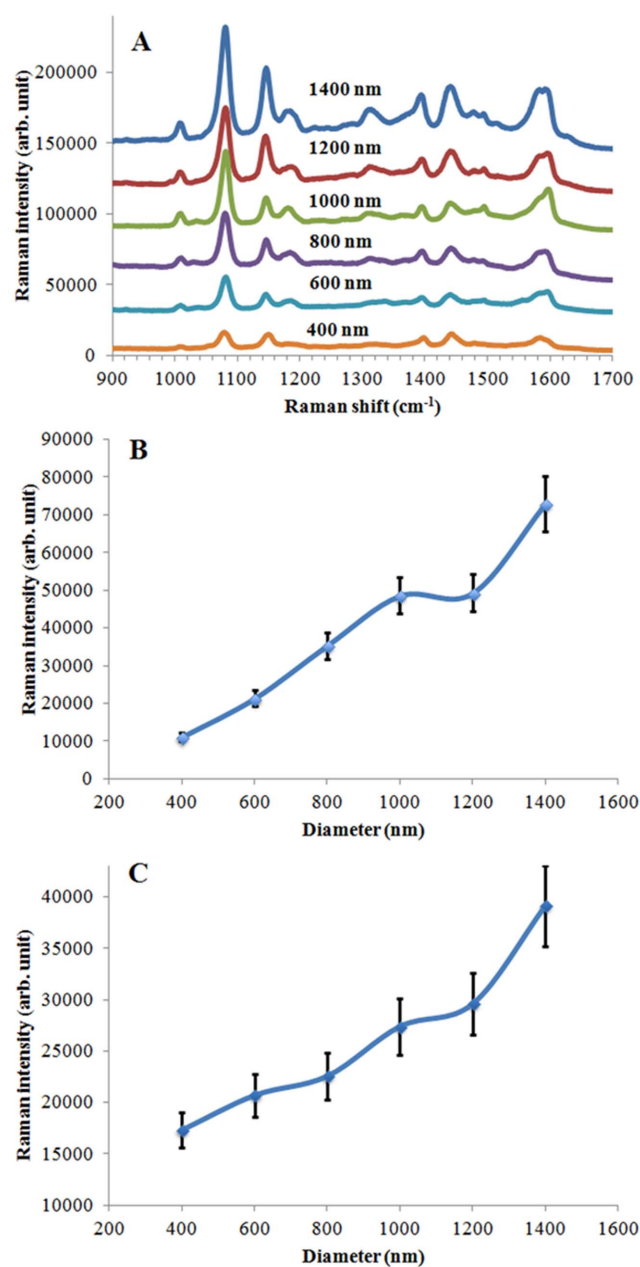 A
200000
150000
100000
50000
0
Raman intensity (arb. unit)
1400 nm
1200 nm
1000 nm
800 nm
600 nm
400 nm
900 1000 1100 1200 1300 1400 1500 1600 1700
Raman shift (cm⁻¹)
B
90000
80000
70000
60000
50000
40000
30000
20000
10000
0
Raman intensity (arb. unit)
200 400 600 800 1000 1200 1400 1600
Diameter (nm)
C
40000
35000
30000
25000
20000
15000
10000
Raman intensity (arb. unit)
200 400 600 800 1000 1200 1400 1600
Diameter (nm)